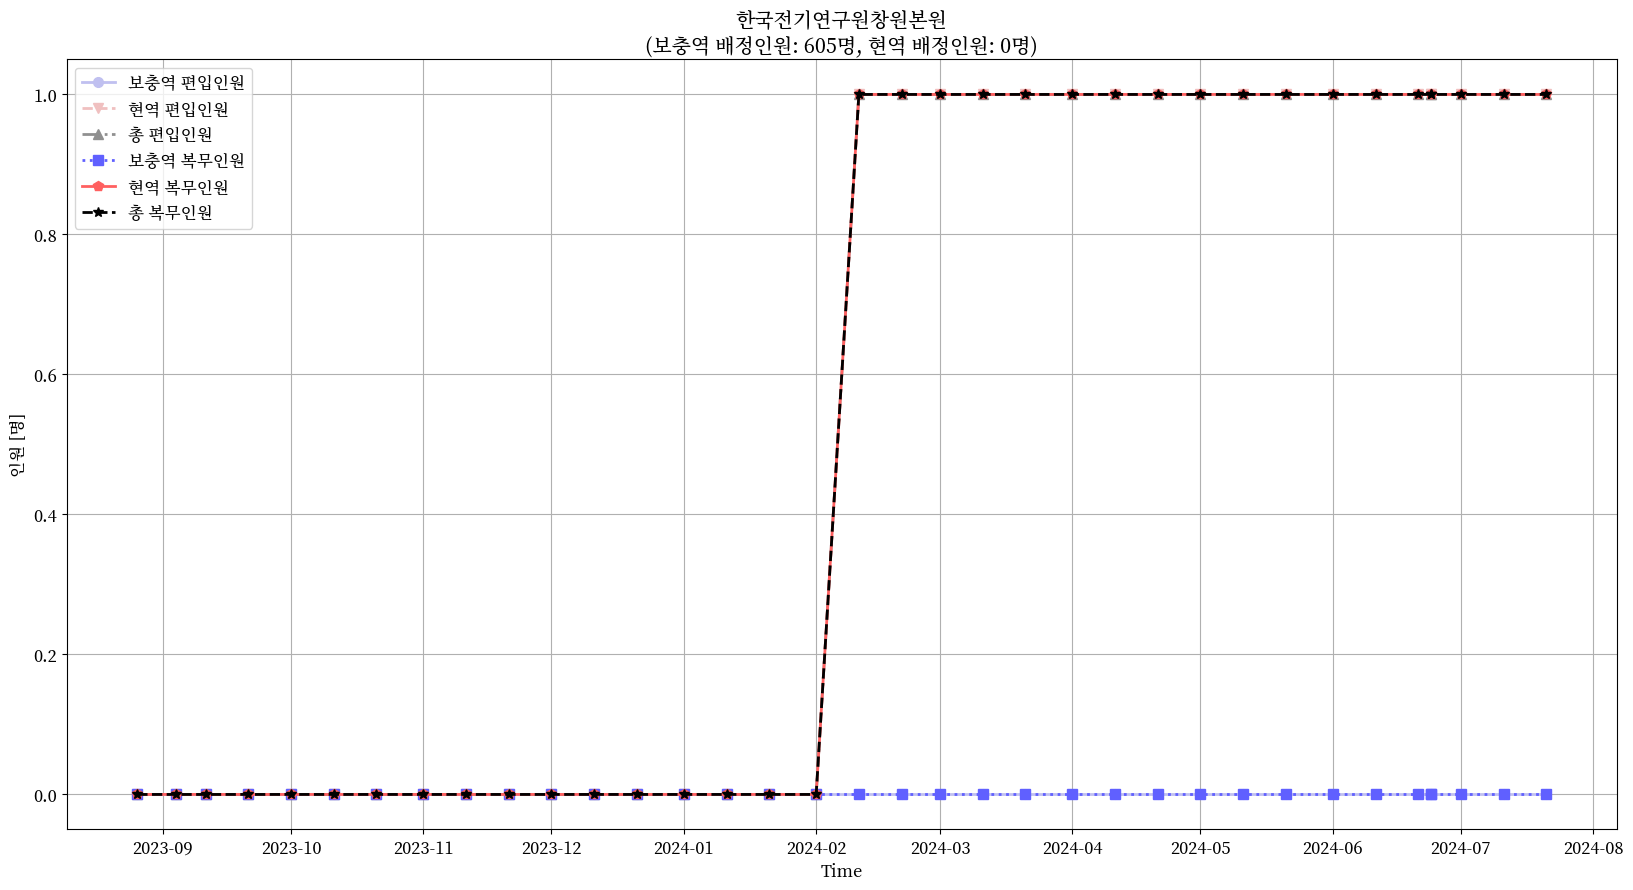 한국전기연구원창원본원
(보충역 배정인원: 605명, 현역 배정인원: 0명)
보충역 편입인원
현역 편입인원
총 편입인원
보충역 복무인원
현역 복무인원
총 복무인원
1.0
0.8
0.6
0.4
0.2
0.0
인원 [명]
2023-09 2023-10 2023-11 2023-12 2024-01 2024-02 2024-03 2024-04 2024-05 2024-06 2024-07 2024-08
Time